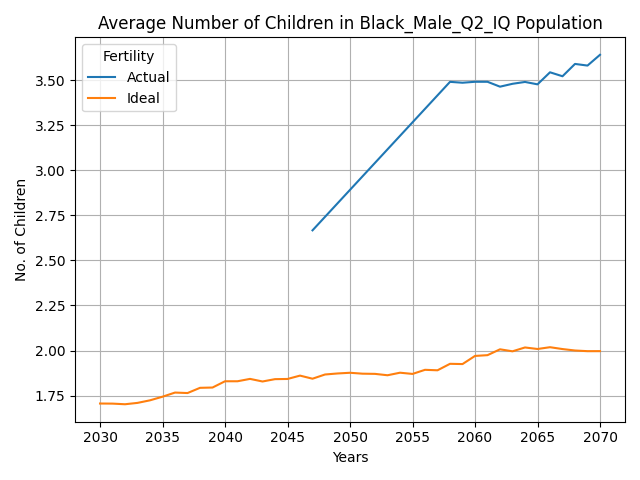 Average Number of Children in Black_Male_Q2_IQ Population
Fertility
Actual
Ideal
No. of Children
3.50
3.25
3.00
2.75
2.50
2.25
2.00
1.75
2030 2035 2040 2045 2050 2055 2060 2065 2070
Years